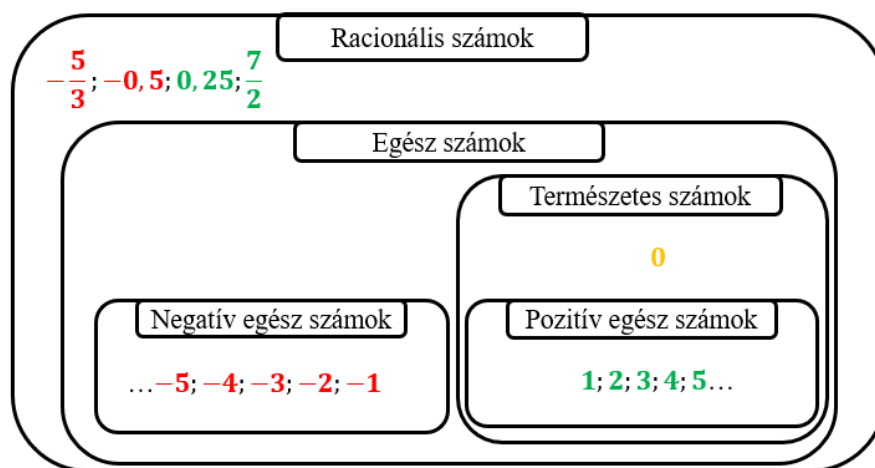 Racionális számok
−5/3; −0,5; 0,25; 7/2
Egész számok
Természetes számok
0
Negatív egész számok
…−5; −4; −3; −2; −1
Pozitív egész számok
1; 2; 3; 4; 5…